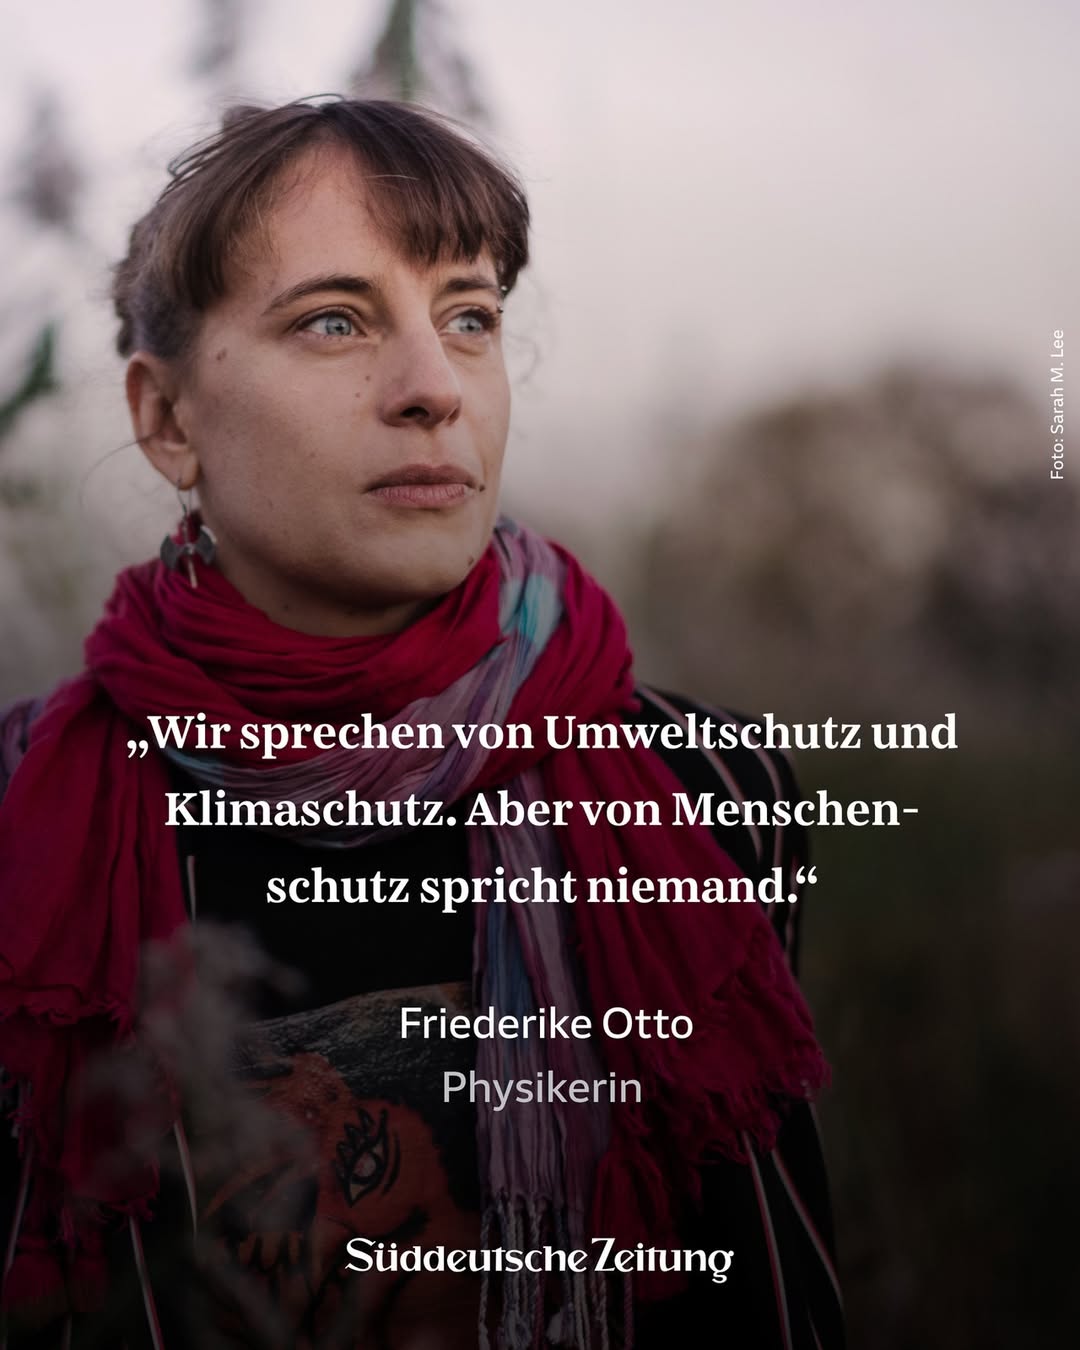 „Wir sprechen von Umweltschutz und
Klimaschutz. Aber von Menschen-
schutz spricht niemand.“
Friederike Otto
Physikerin
Süddeutsche Zeitung
Foto: Sarah M. Lee